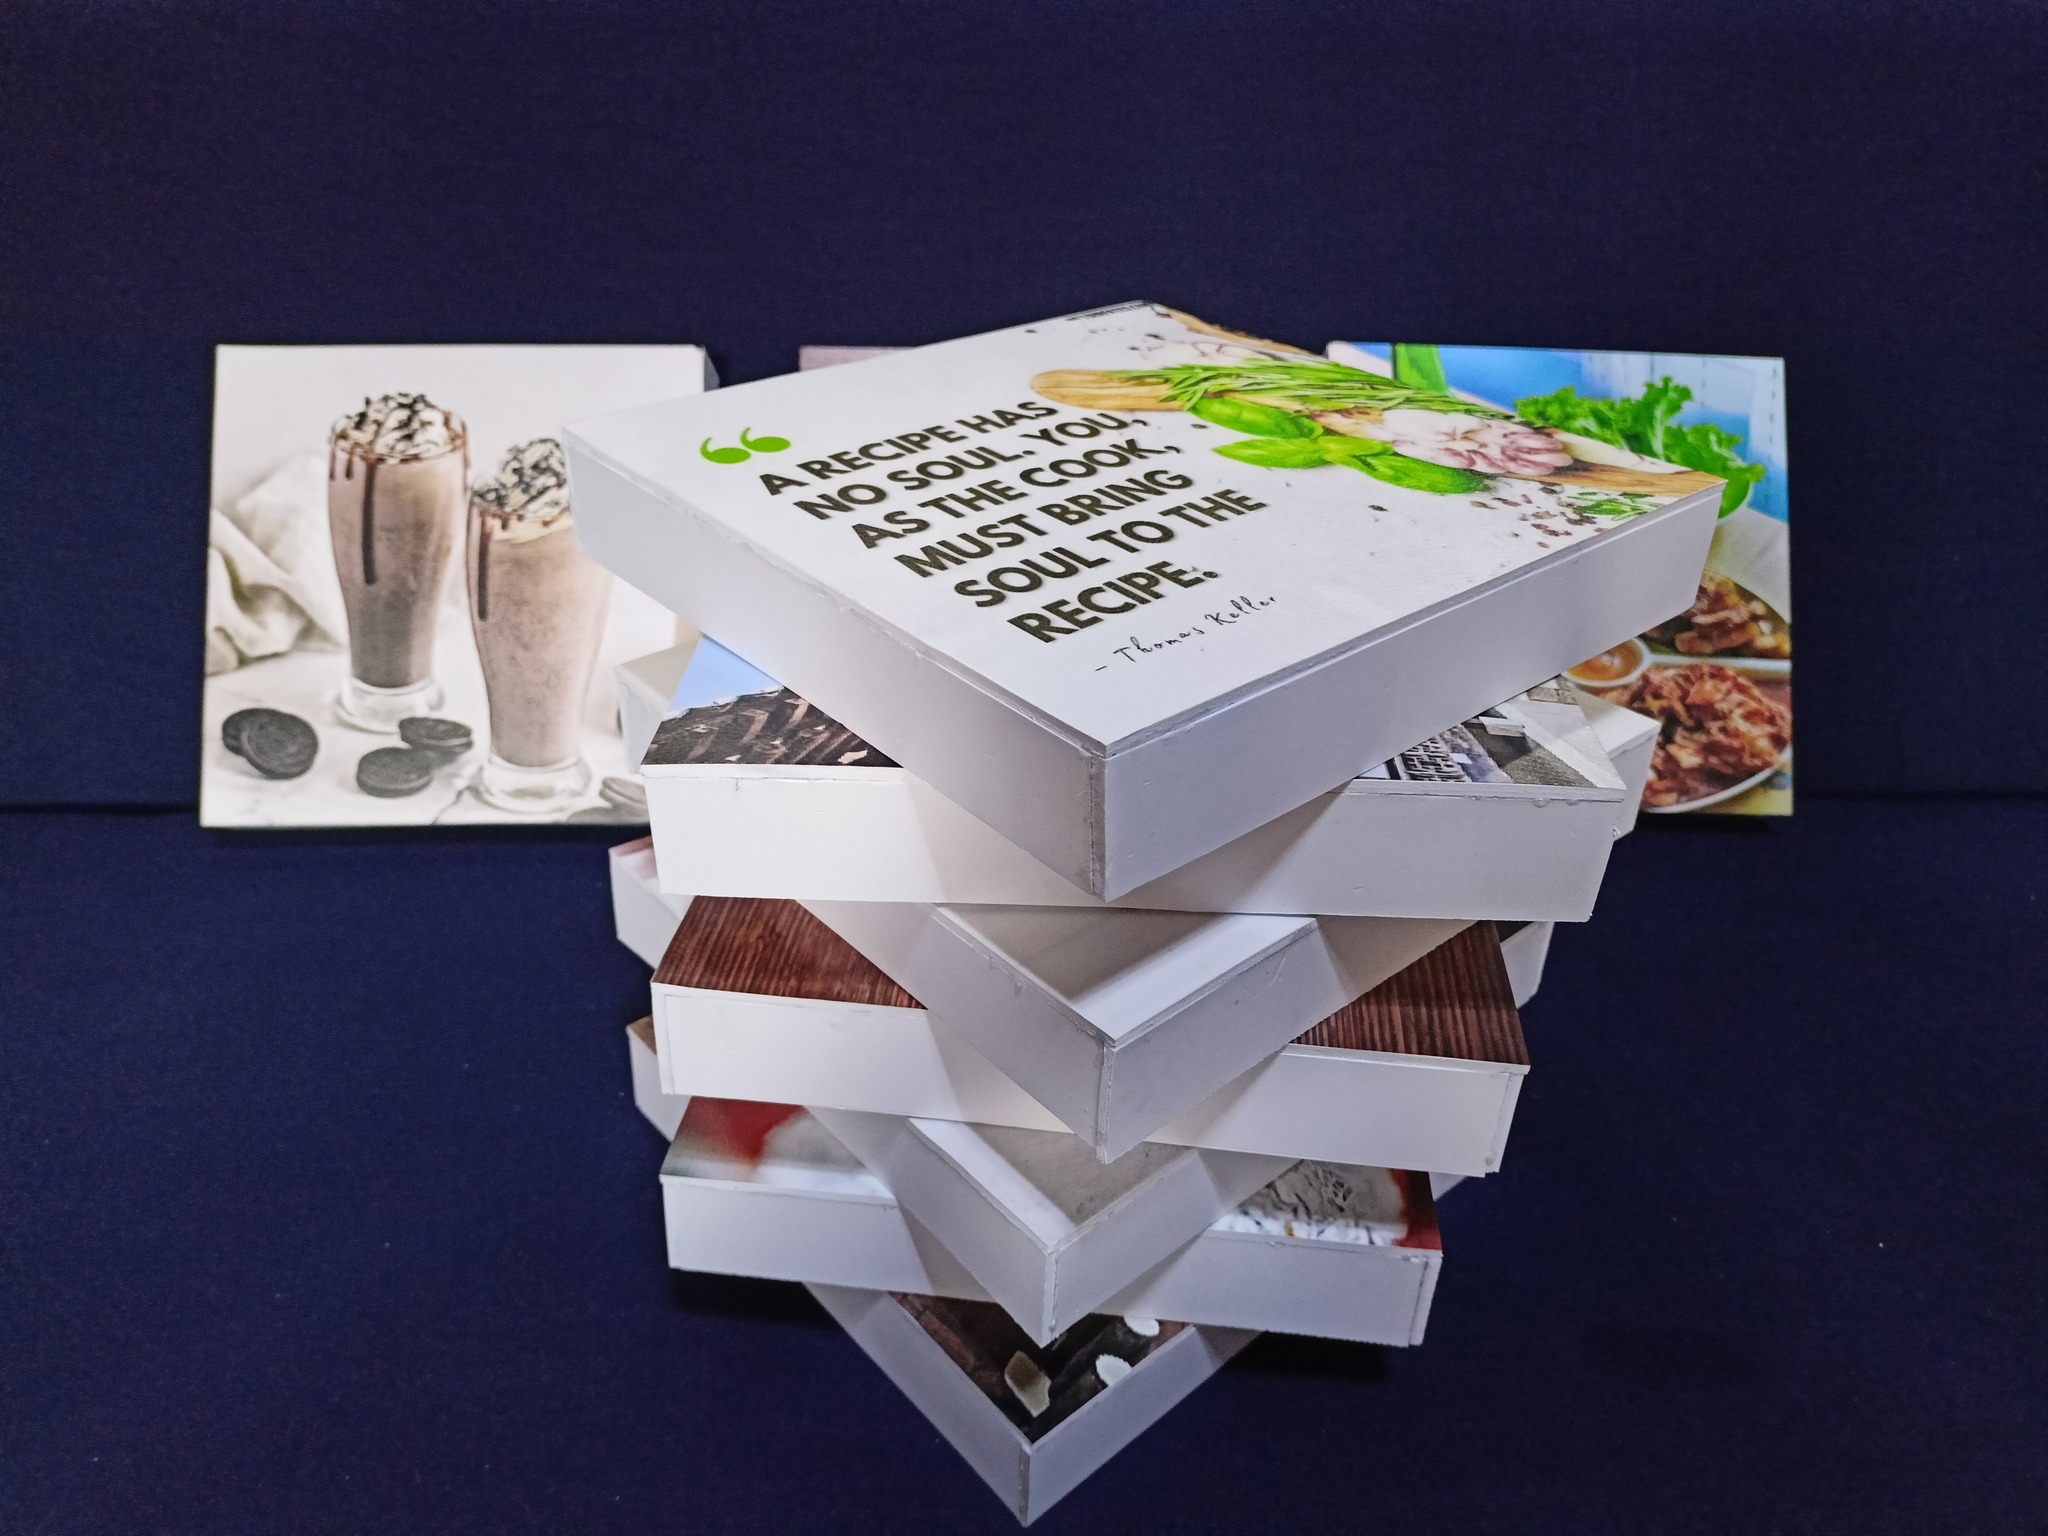 “
A RECIPE HAS
NO SOUL. YOU,
AS THE COOK,
MUST BRING
SOUL TO THE
RECIPE.
– Thomas Keller